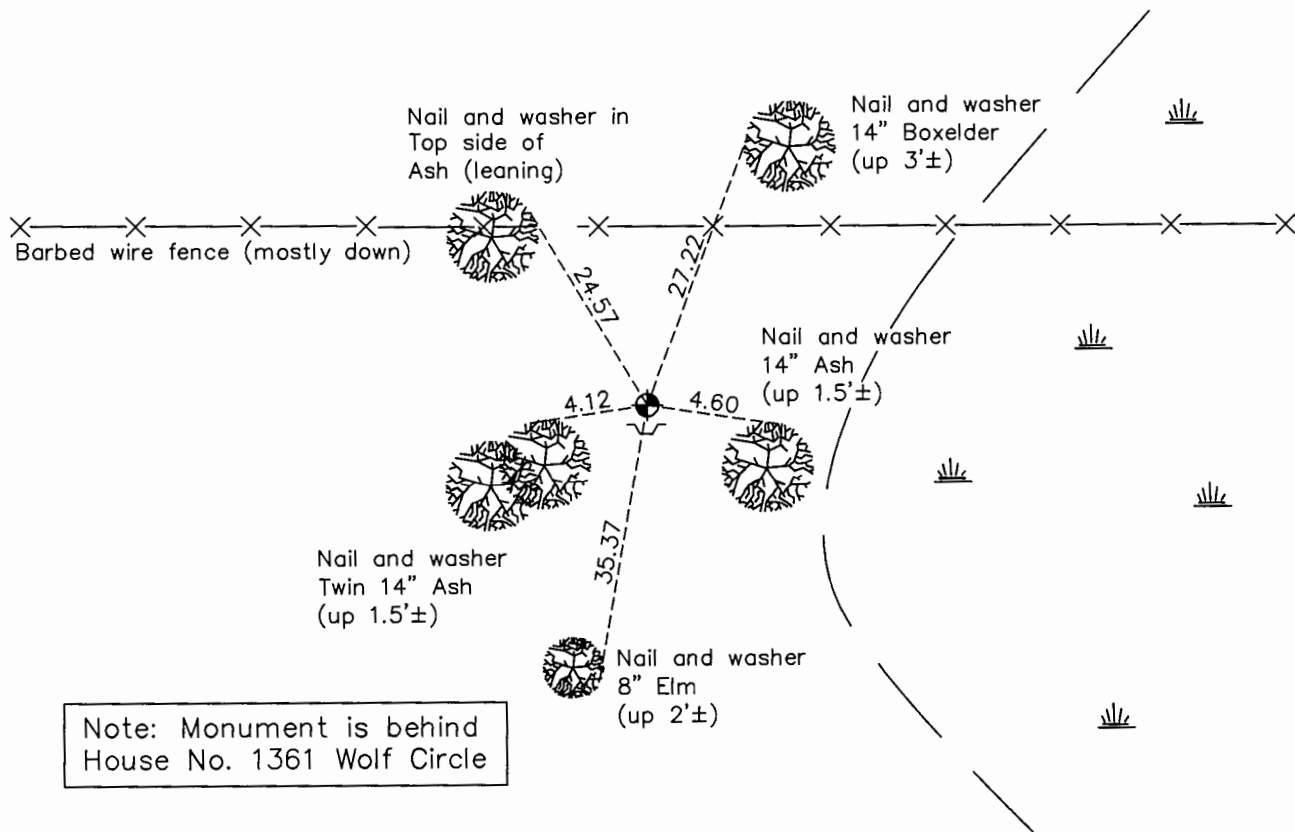 Nail and washer in
Top side of
Ash (leaning)
Nail and washer
14" Boxelder
(up 3'±)
Barbed wire fence (mostly down)
24.57
27.22
Nail and washer
14" Ash
(up 1.5'±)
4.12
4.60
35.37
Nail and washer
Twin 14" Ash
(up 1.5'±)
Nail and washer
8" Elm
(up 2'±)
Note: Monument is behind
House No. 1361 Wolf Circle